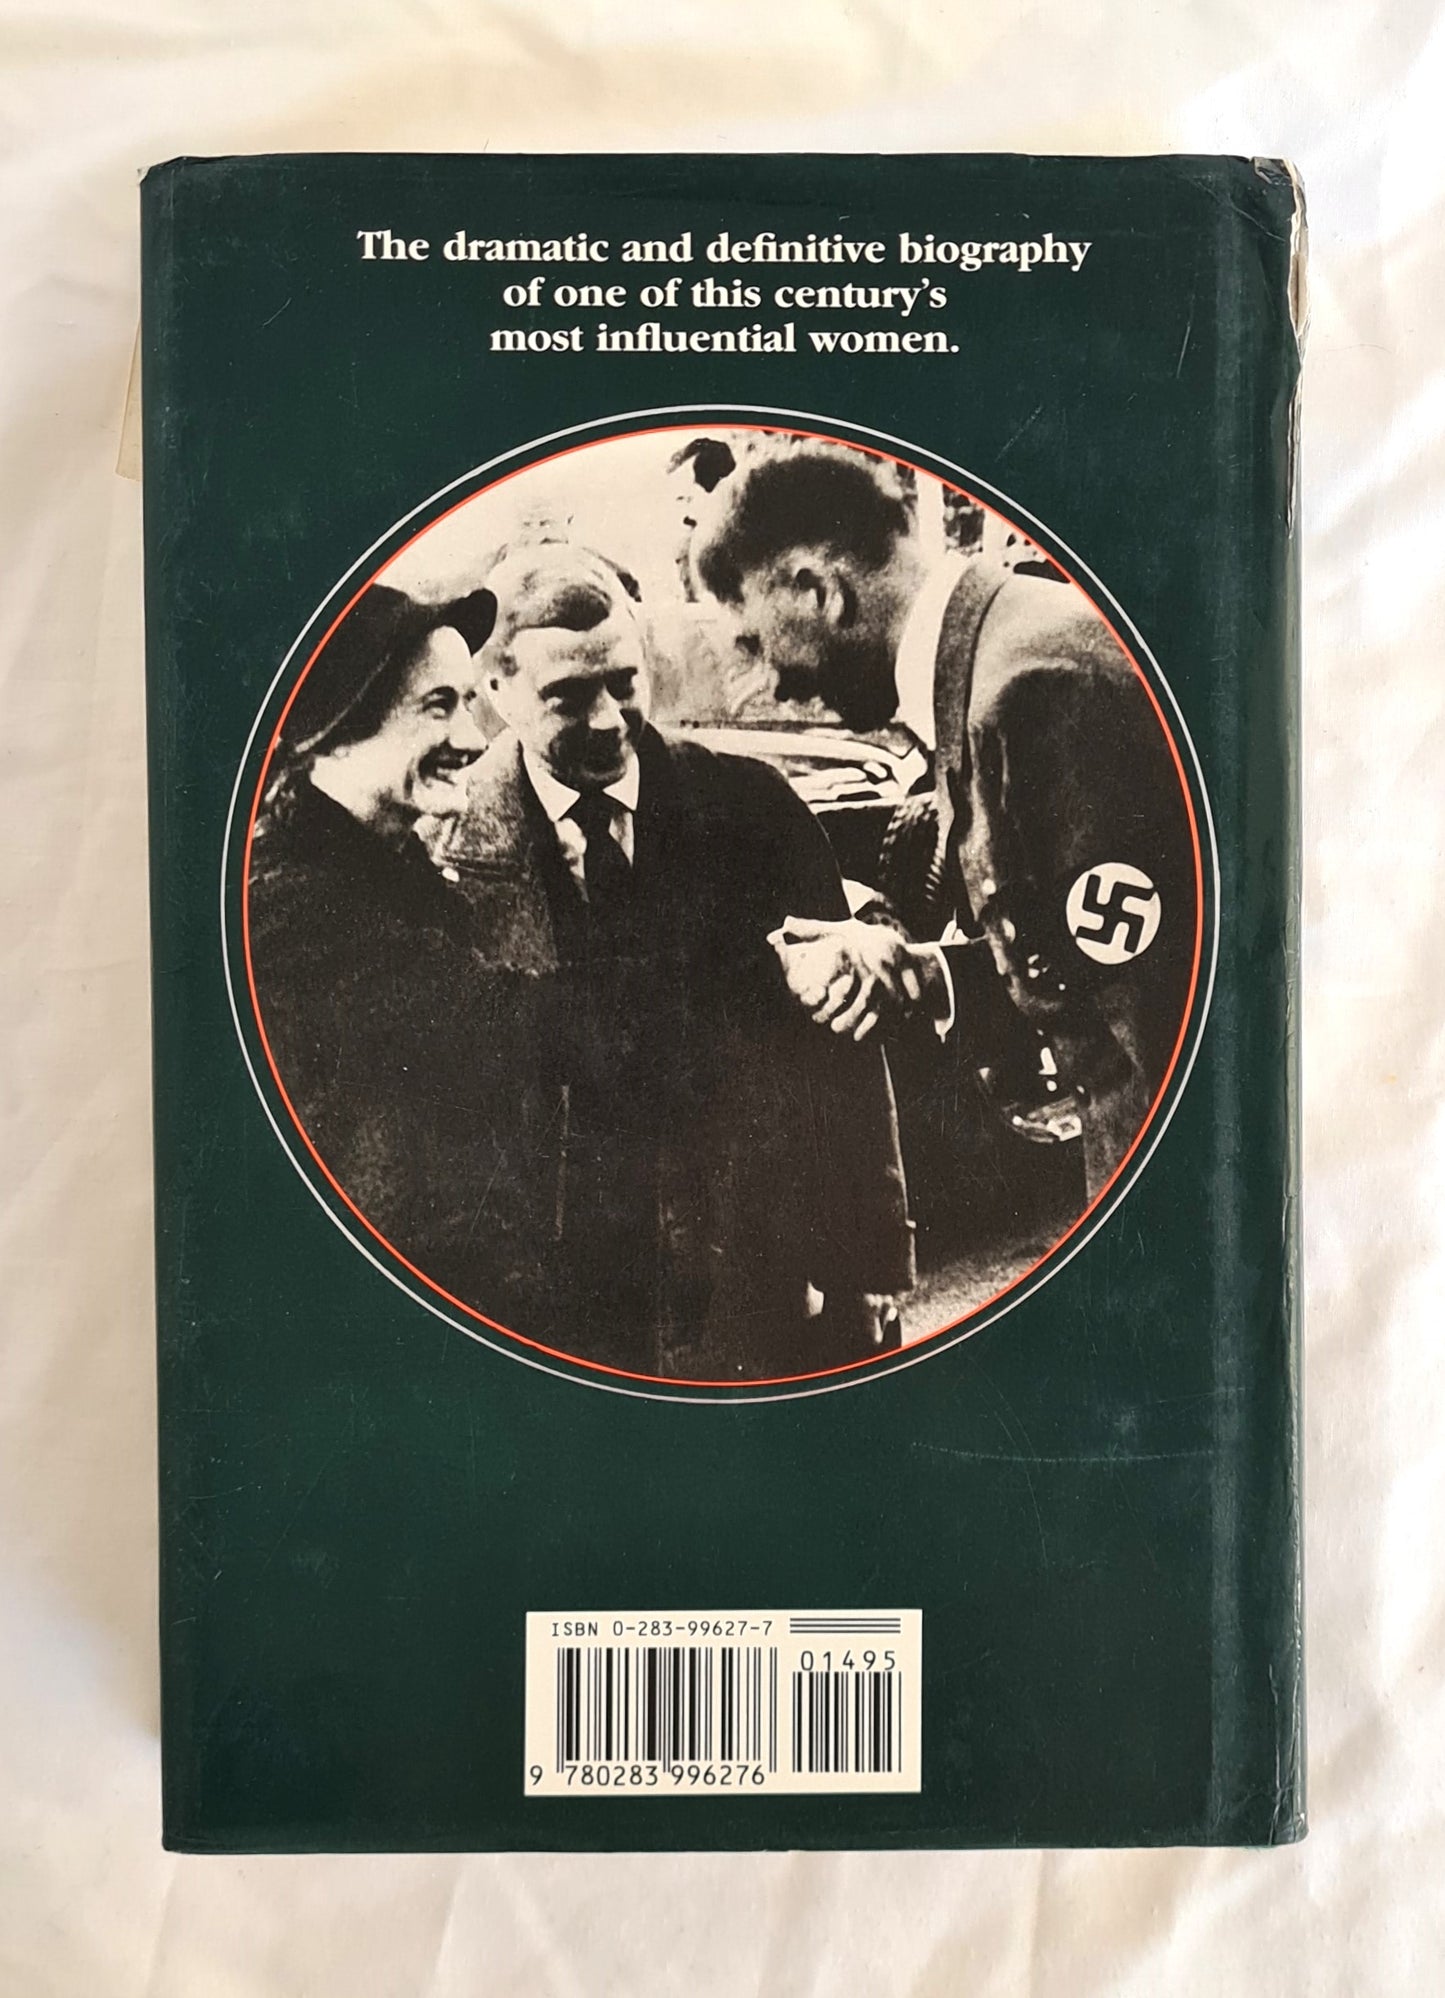 The dramatic and definitive biography
of one of this century's
most influential women.
ISBN 0-283-99627-7
01495
9 780283 996276